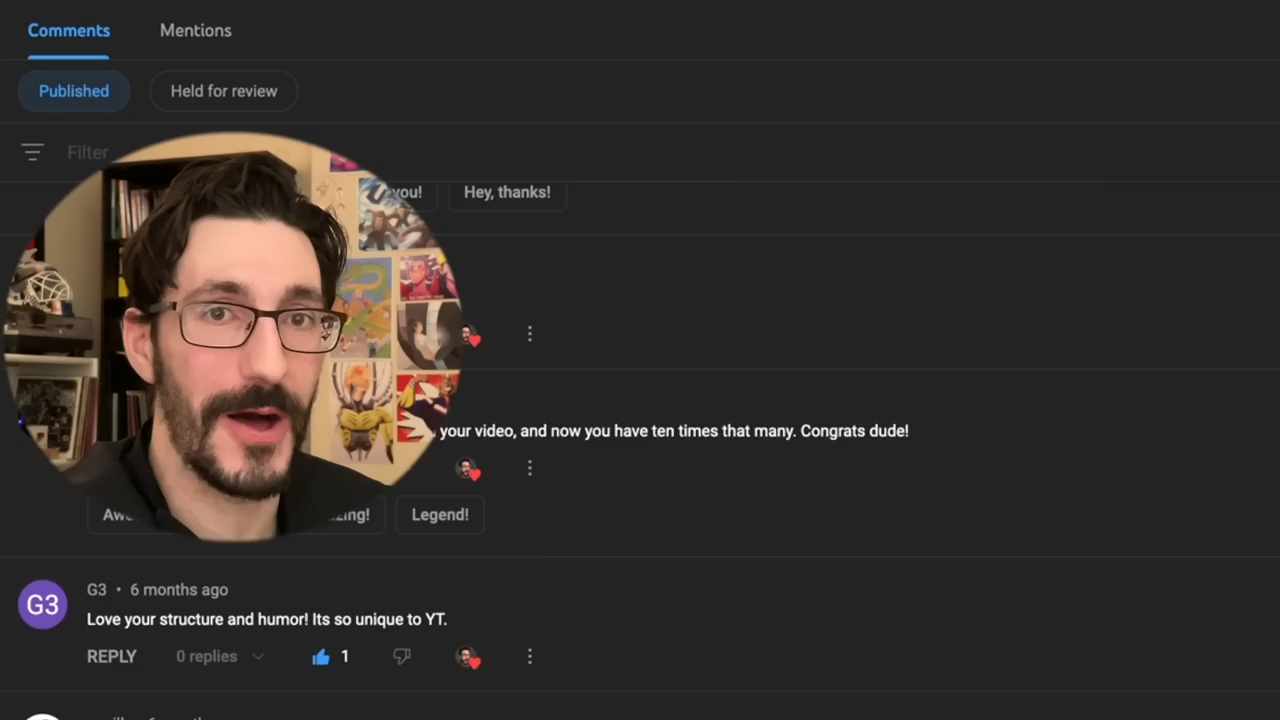 Comments
Mentions
Published
Held for review
Filter
you!
Hey, thanks!
your video, and now you have ten times that many. Congrats dude!
Legend!
G3 • 6 months ago
G3
Love your structure and humor! Its so unique to YT.
REPLY
0 replies
1